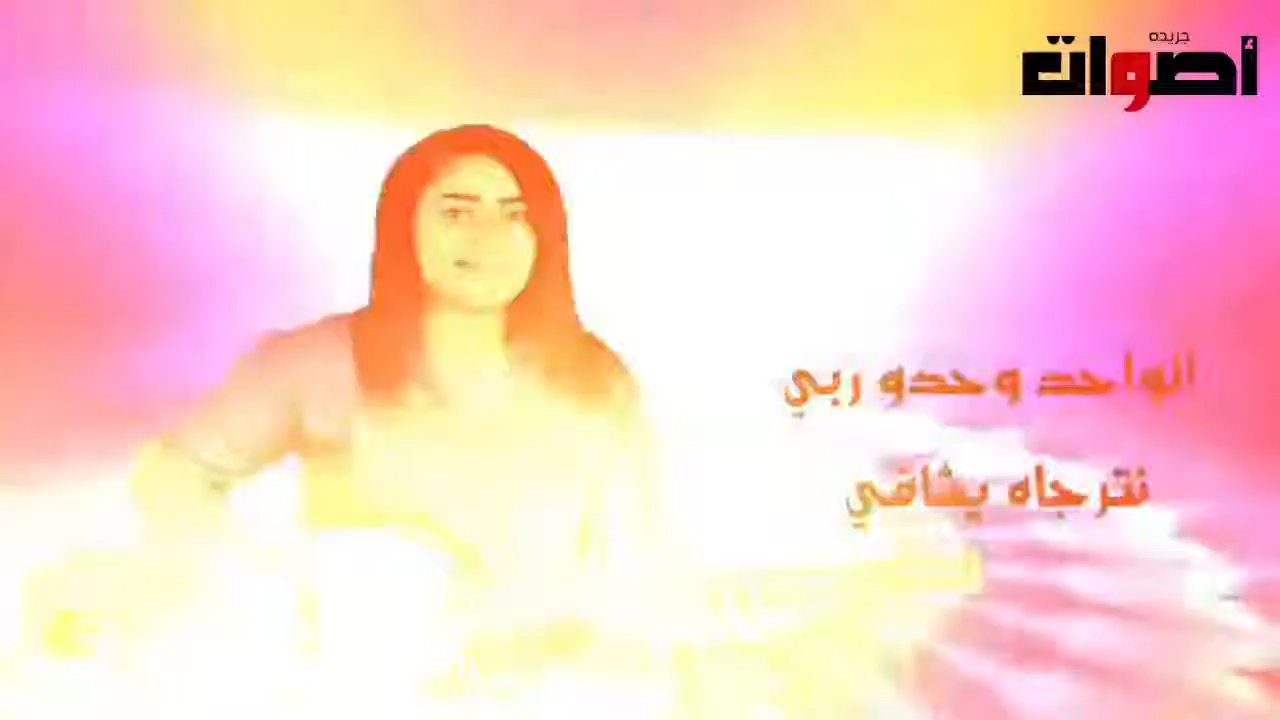 جريده
أصوات
الواحد وحدو ربي
نترجاه يشافي